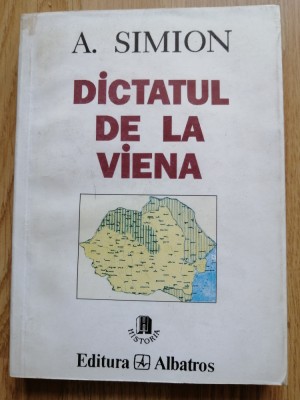 A. SIMION
DiCTATUL
DE LA
ViENA
HISTORIA
Editura Albatros